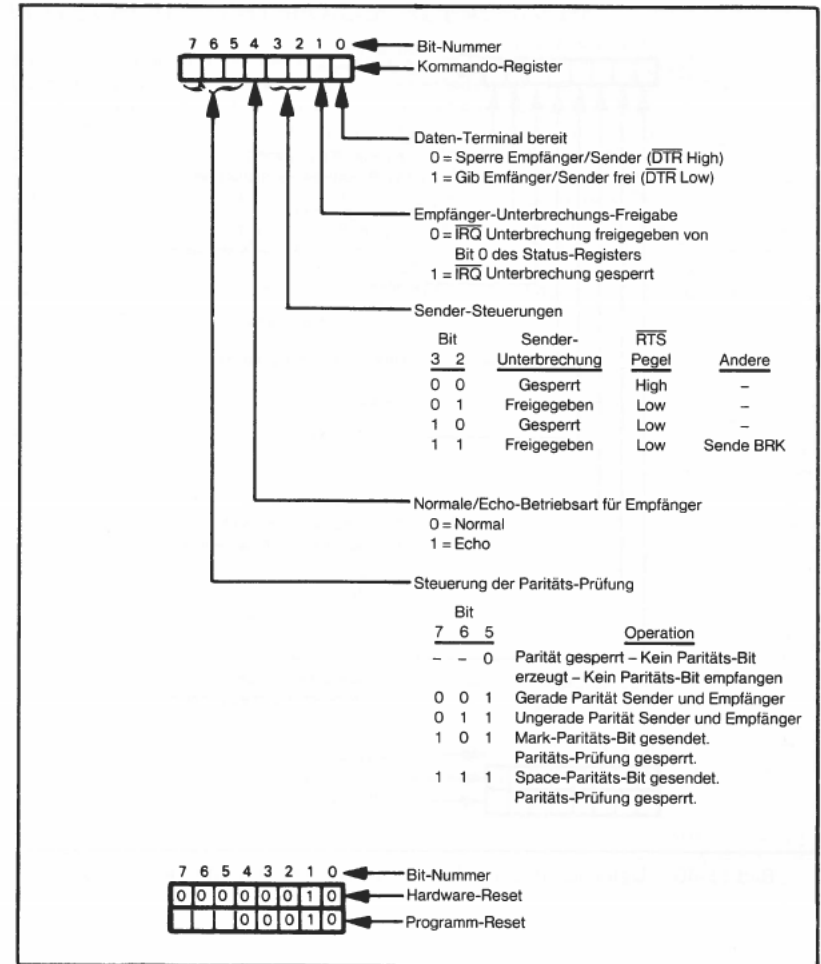 7 6 5 4 3 2 1 0 Bit-Nummer
Kommando-Register
Daten-Terminal bereit
0 = Sperre Empfänger/Sender (D̅T̅R̅ High)
1 = Gib Emfänger/Sender frei (D̅T̅R̅ Low)
Empfänger-Unterbrechungs-Freigabe
0 = I̅R̅Q̅ Unterbrechung freigegeben von
Bit 0 des Status-Registers
1 = I̅R̅Q̅ Unterbrechung gesperrt
Sender-Steuerungen
Bit Sender- R̅T̅S̅
3 2 Unterbrechung Pegel Andere
0 0 Gesperrt High –
0 1 Freigegeben Low –
1 0 Gesperrt Low –
1 1 Freigegeben Low Sende BRK
Normale/Echo-Betriebsart für Empfänger
0 = Normal
1 = Echo
Steuerung der Paritäts-Prüfung
Bit
7 6 5 Operation
– – 0 Parität gesperrt – Kein Paritäts-Bit
erzeugt – Kein Paritäts-Bit empfangen
0 0 1 Gerade Parität Sender und Empfänger
0 1 1 Ungerade Parität Sender und Empfänger
1 0 1 Mark-Paritäts-Bit gesendet.
Paritäts-Prüfung gesperrt.
1 1 1 Space-Paritäts-Bit gesendet.
Paritäts-Prüfung gesperrt.
7 6 5 4 3 2 1 0 Bit-Nummer
0 0 0 0 0 0 1 0 Hardware-Reset
0 0 0 1 0 Programm-Reset